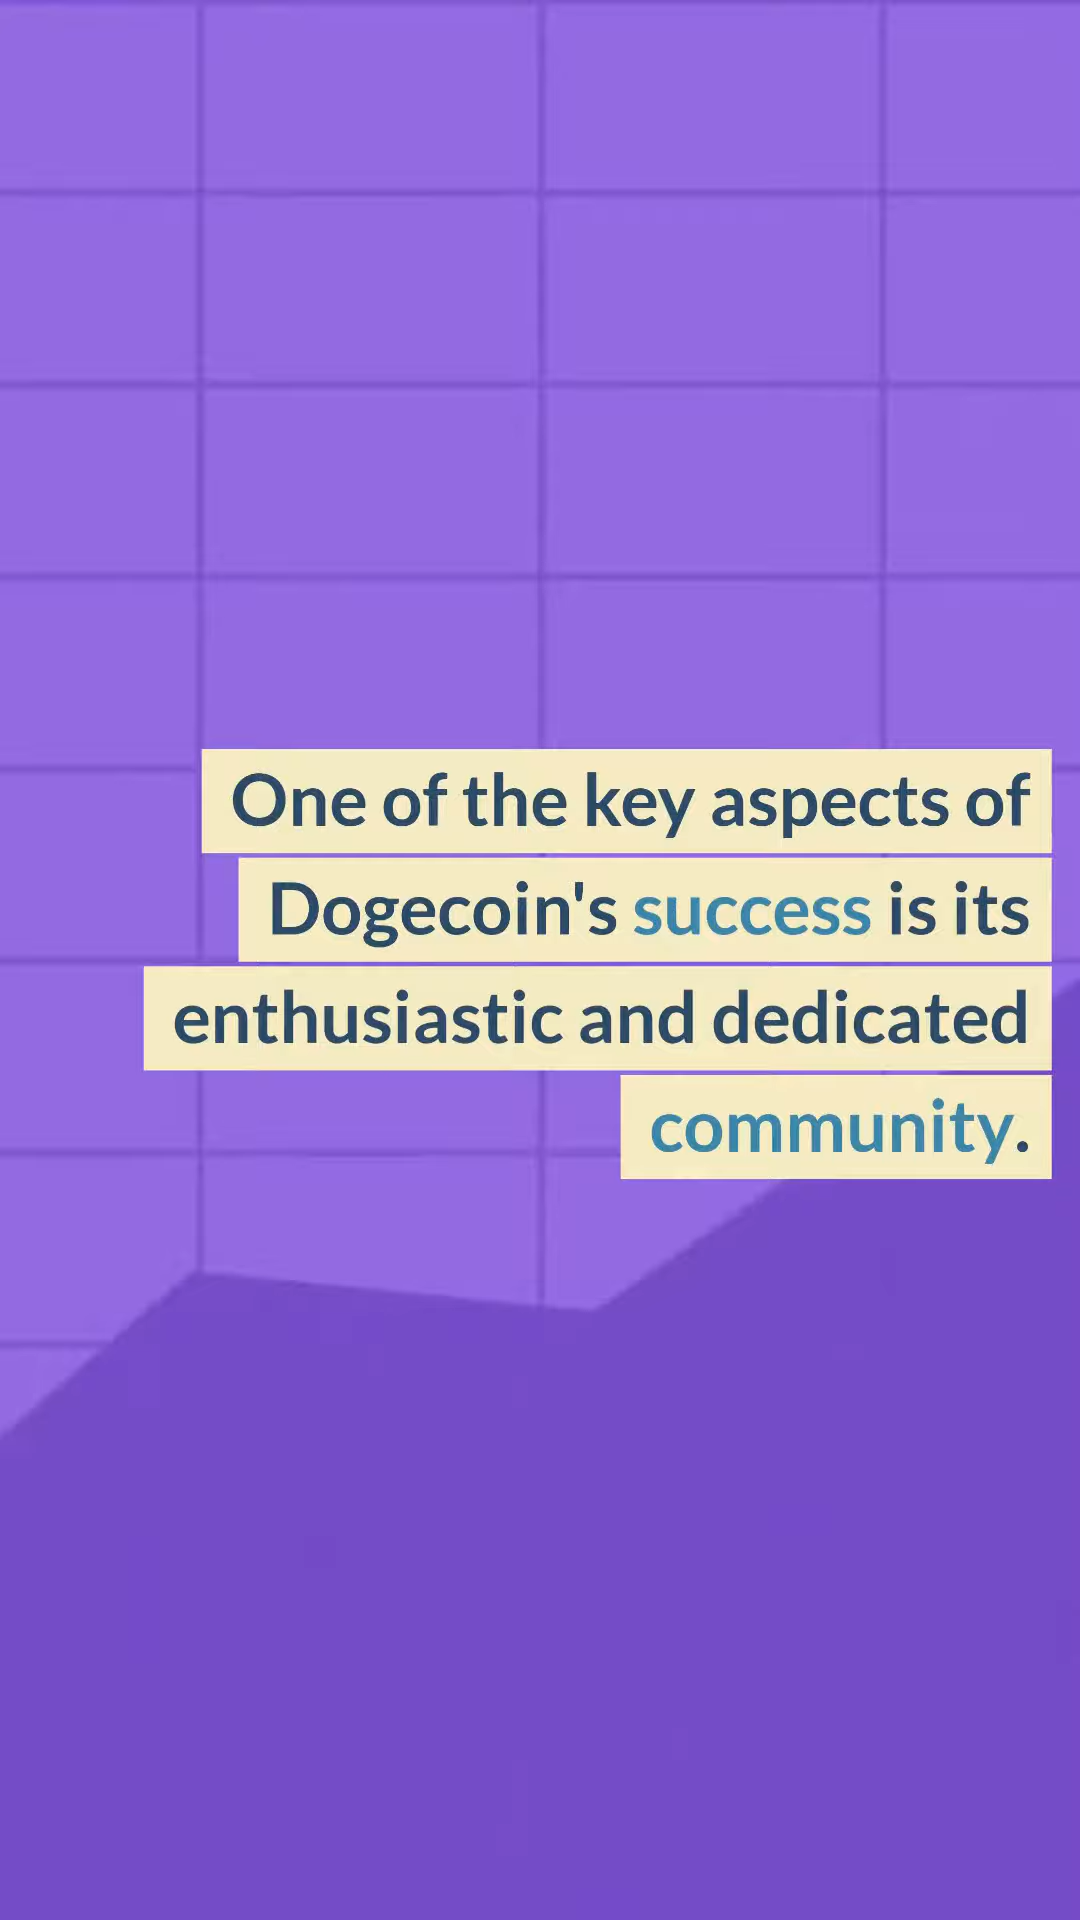 One of the key aspects of
Dogecoin's success is its
enthusiastic and dedicated
community.